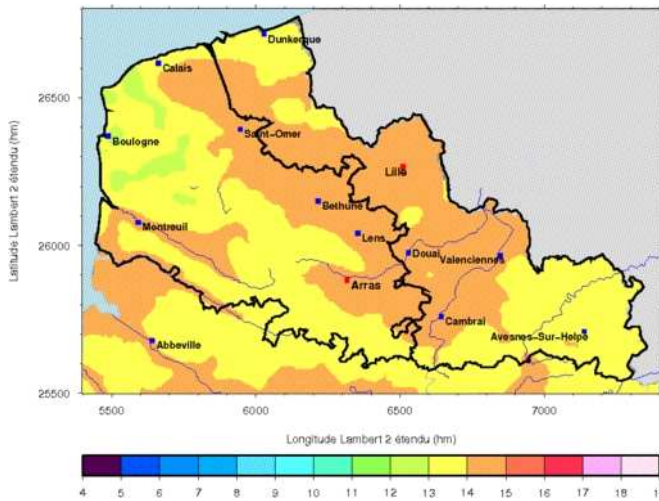 Dunkerque
Calais
26500
Saint-Omer
Boulogne
Lille
Bethune
Montreuil
Lens
26000
Douai
Valenciennes
Arras
Cambrai
Avesnes-Sur-Helpe
Abbeville
25500
Latitude Lambert 2 étendu (hm)
5500 6000 6500 7000
Longitude Lambert 2 étendu (hm)
4 5 6 7 8 9 10 11 12 13 14 15 16 17 18